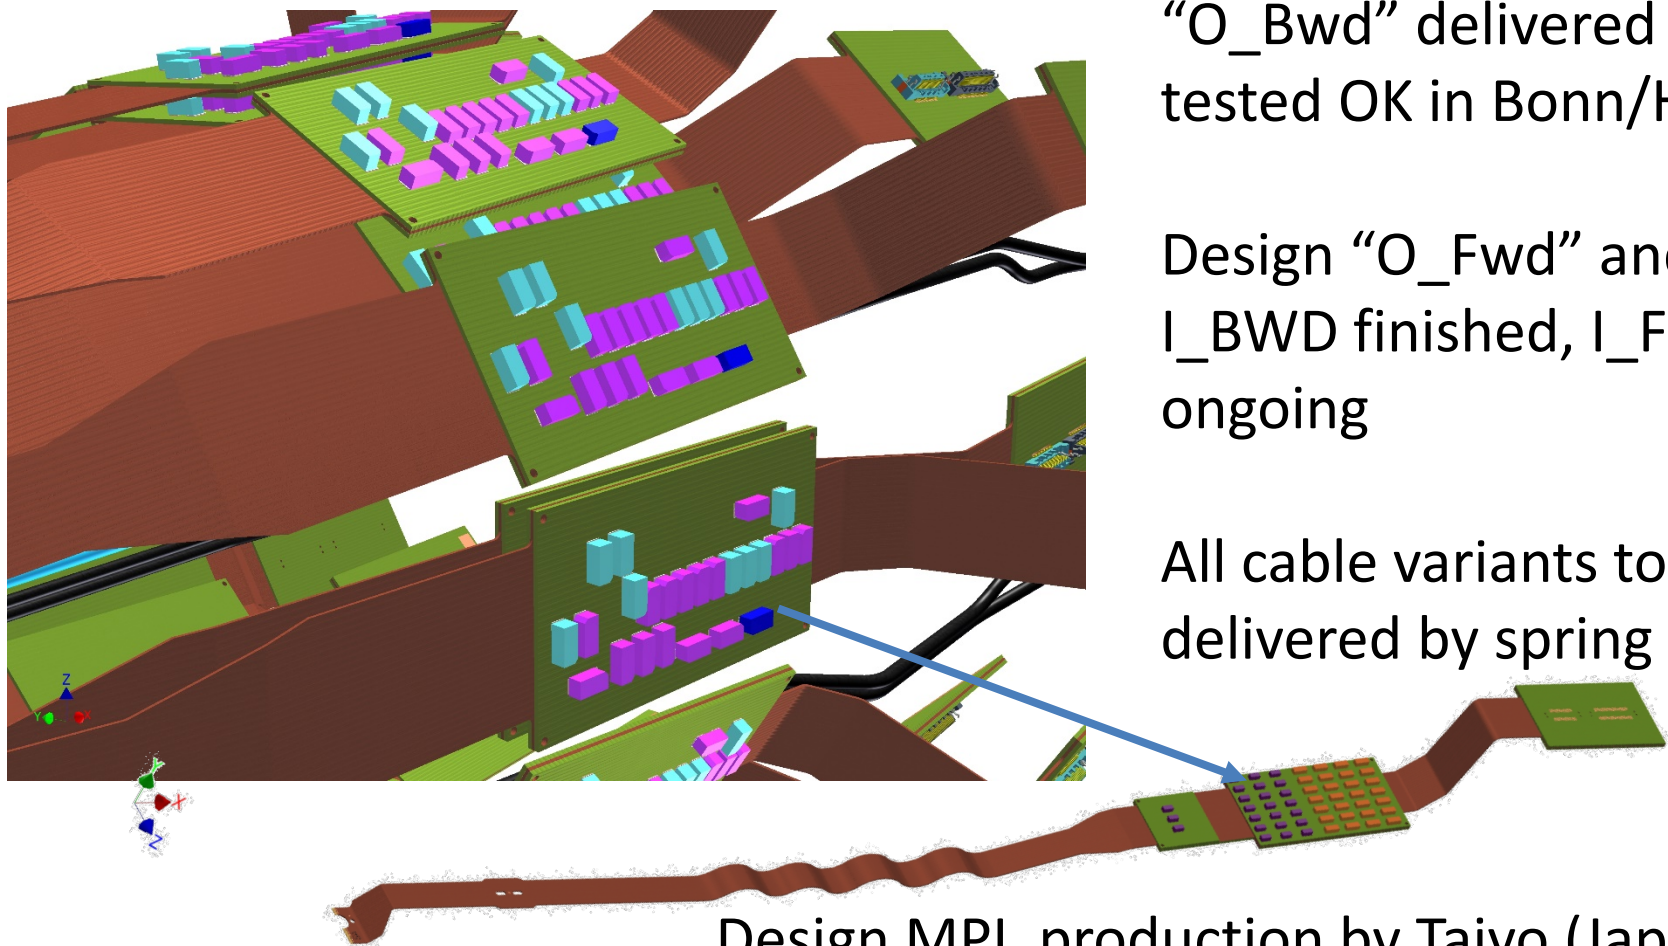 “O_Bwd” delivered
tested OK in Bonn/H
Design “O_Fwd” and
I_BWD finished, I_F
ongoing
All cable variants to
delivered by spring
Z
Y
X
Y
X
Z
Design MPI, production by Taiyo (Jap